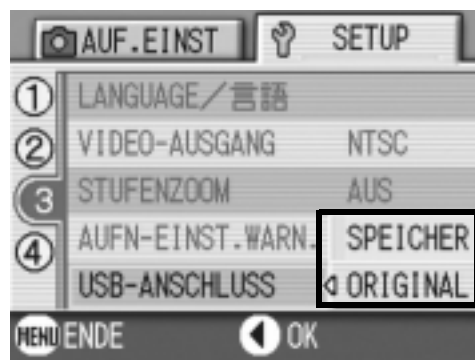 AUF.EINST SETUP
1 LANGUAGE/言語
2 VIDEO-AUSGANG NTSC
3 STUFENZOOM AUS
4 AUFN-EINST.WARN. SPEICHER
USB-ANSCHLUSS ORIGINAL
MENU ENDE OK